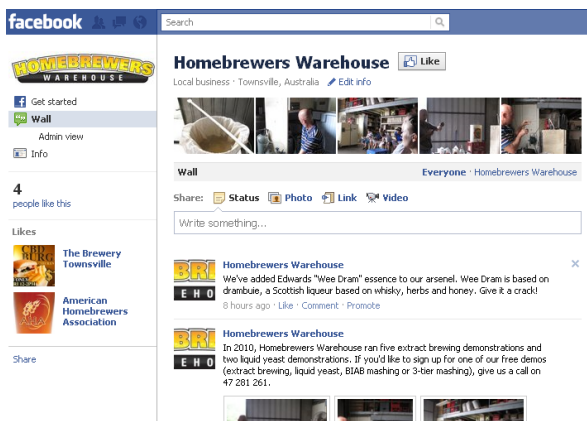 facebook
Search
HOMEBREWERS
WAREHOUSE
Homebrewers Warehouse
Like
Local business · Townsville, Australia
Edit info
Get started
Wall
Admin view
Info
4
people like this
Likes
The Brewery
Townsville
American
Homebrewers
Association
Share
Wall
Everyone · Homebrewers Warehouse
Share: Status Photo Link Video
Write something...
BRE
EHO
Homebrewers Warehouse
We've added Edwards "Wee Dram" essence to our arsenel. Wee Dram is based on
drambuie, a Scottish liqueur based on whisky, herbs and honey. Give it a crack!
8 hours ago · Like · Comment · Promote
BRE
EHO
Homebrewers Warehouse
In 2010, Homebrewers Warehouse ran five extract brewing demonstrations and
two liquid yeast demonstrations. If you'd like to sign up for one of our free demos
(extract brewing, liquid yeast, BIAB mashing or 3-tier mashing), give us a call on
47 281 261.